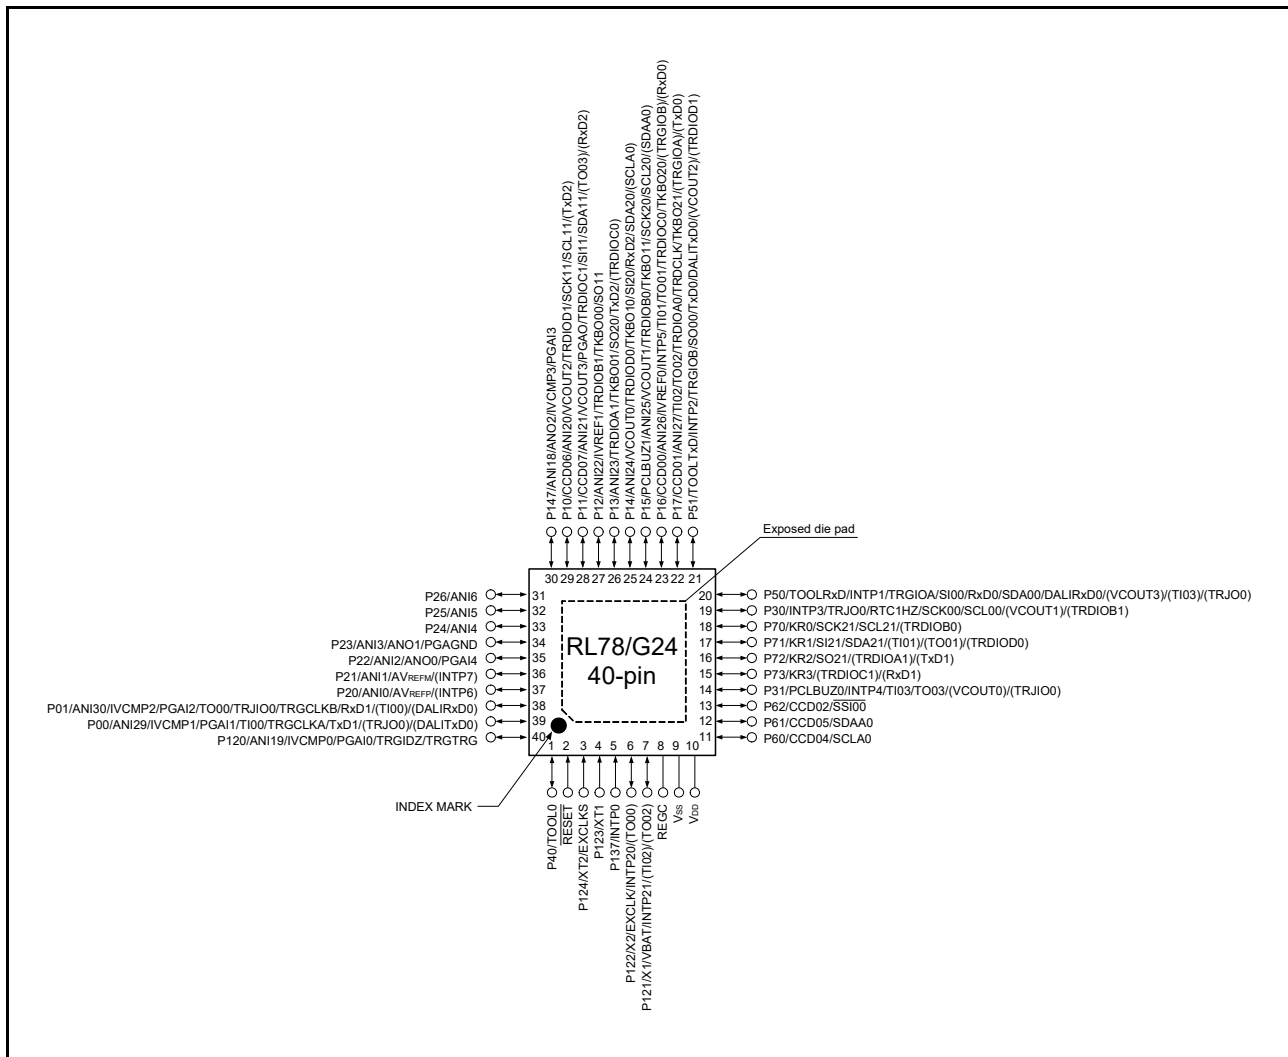 P147/ANI18/ANO2/IVCMP3/PGAI3
P10/CCD06/ANI20/VCOUT2/TRDIOD1/SCK11/SCL11/(TxD2)
P11/CCD07/ANI21/VCOUT3/PGAO/TRDIOC1/SI11/SDA11/(TO03)/(RxD2)
P12/ANI22/IVREF1/TRDIOB1/TKBO00/SO11
P13/ANI23/TRDIOA1/TKBO01/SO20/TxD2/(TRDIOC0)
P14/ANI24/VCOUT0/TRDIOD0/TKBO10/SI20/RxD2/SDA20/(SCLA0)
P15/PCLBUZ1/ANI25/VCOUT1/TRDIOB0/TKBO11/SCK20/SCL20/(SDAA0)
P16/CCD00/ANI26/IVREF0/INTP5/TI01/TO01/TRDIOC0/TKBO20/(TRGIOB)/(RxD0)
P17/CCD01/ANI27/TI02/TO02/TRDIOA0/TRDCLK/TKBO21/(TRGIOA)/(TxD0)
P51/TOOLTxD/INTP2/TRGIOB/SO00/TxD0/DALITxD0/(VCOUT2)/(TRDIOD1)
Exposed die pad
30 29 28 27 26 25 24 23 22 21
P26/ANI6 31
P25/ANI5 32
P24/ANI4 33
P23/ANI3/ANO1/PGAGND 34
P22/ANI2/ANO0/PGAI4 35
P21/ANI1/AVREFM/(INTP7) 36
P20/ANI0/AVREFP/(INTP6) 37
P01/ANI30/IVCMP2/PGAI2/TO00/TRJIO0/TRGCLKB/RxD1/(TI00)/(DALIRxD0) 38
P00/ANI29/IVCMP1/PGAI1/TI00/TRGCLKA/TxD1/(TRJO0)/(DALITxD0) 39
P120/ANI19/IVCMP0/PGAI0/TRGIDZ/TRGTRG 40
RL78/G24
40-pin
20 P50/TOOLRxD/INTP1/TRGIOA/SI00/RxD0/SDA00/DALIRxD0/(VCOUT3)/(TI03)/(TRJO0)
19 P30/INTP3/TRJO0/RTC1HZ/SCK00/SCL00/(VCOUT1)/(TRDIOB1)
18 P70/KR0/SCK21/SCL21/(TRDIOB0)
17 P71/KR1/SI21/SDA21/(TI01)/(TO01)/(TRDIOD0)
16 P72/KR2/SO21/(TRDIOA1)/(TxD1)
15 P73/KR3/(TRDIOC1)/(RxD1)
14 P31/PCLBUZ0/INTP4/TI03/TO03/(VCOUT0)/(TRJIO0)
13 P62/CCD02/SSI00
12 P61/CCD05/SDAA0
11 P60/CCD04/SCLA0
1 2 3 4 5 6 7 8 9 10
INDEX MARK
P40/TOOL0
RESET
P124/XT2/EXCLKS
P123/XT1
P137/INTP0
P122/X2/EXCLK/INTP20/(TO00)
P121/X1/VBAT/INTP21/(TI02)/(TO02)
REGC
VSS
VDD